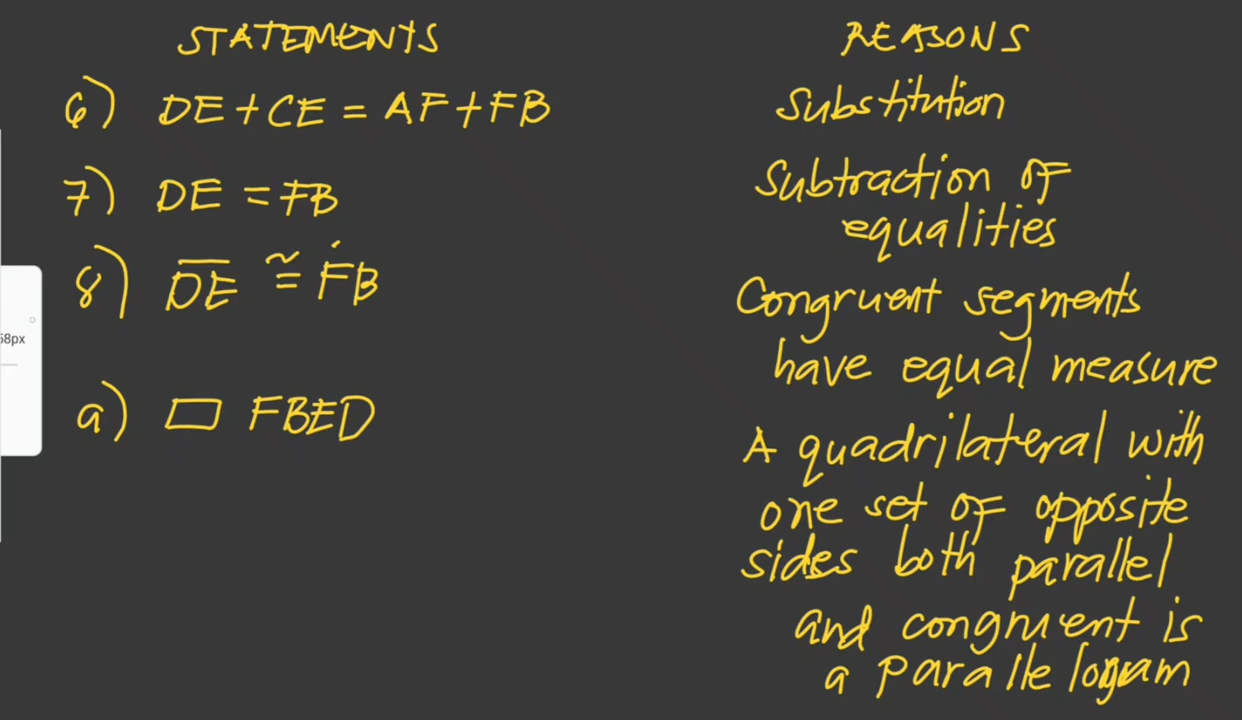 STATEMENTS REASONS
6) DE + CE = AF + FB Substitution
7) DE = FB Subtraction of
equalities
8) DE ≅ FB Congruent segments
have equal measure
58px
a) ▱ FBED A quadrilateral with
one set of opposite
sides both parallel
and congruent is
a parallelogram